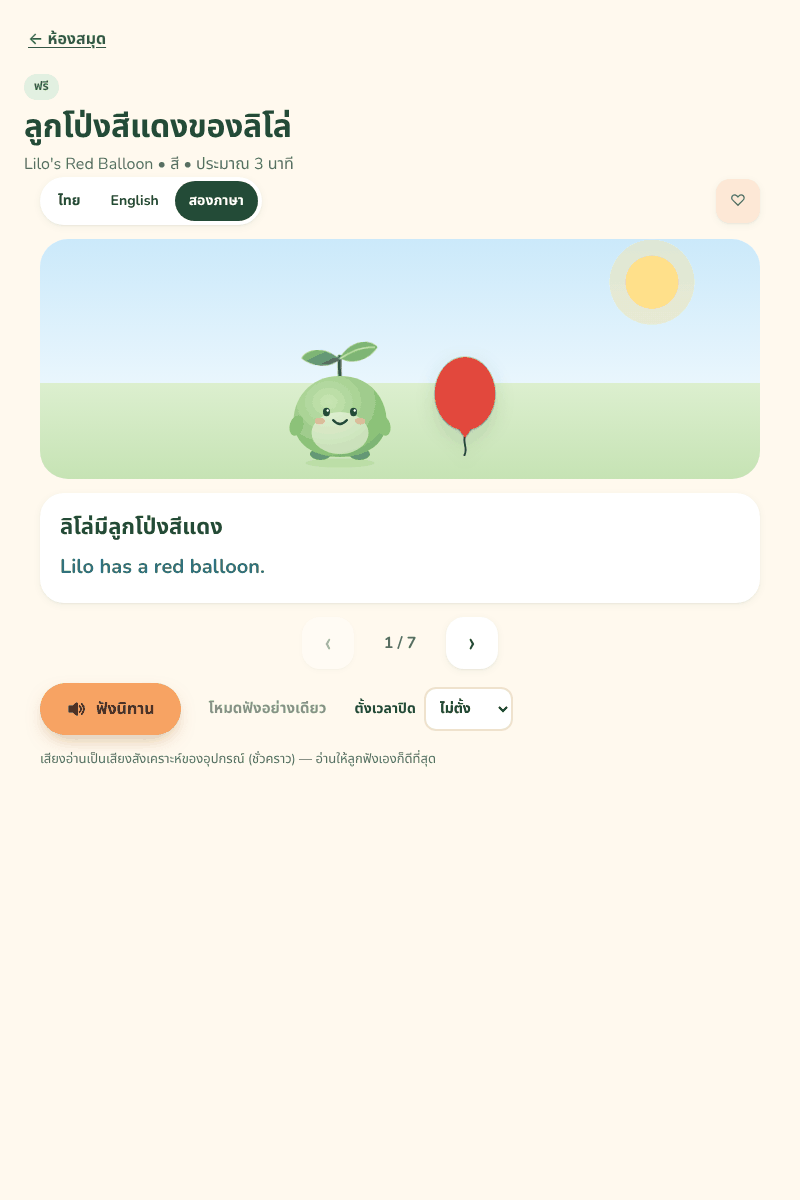 ← ห้องสมุด
ฟรี
ลูกโป่งสีแดงของลิโล่
Lilo's Red Balloon • สี • ประมาณ 3 นาที
ไทย English สองภาษา
ลิโล่มีลูกโป่งสีแดง
Lilo has a red balloon.
‹ 1 / 7 ›
ฟังนิทาน โหมดฟังอย่างเดียว ตั้งเวลาปิด ไม่ตั้ง
เสียงอ่านเป็นเสียงสังเคราะห์ของอุปกรณ์ (ชั่วคราว) — อ่านให้ลูกฟังเองก็ดีที่สุด